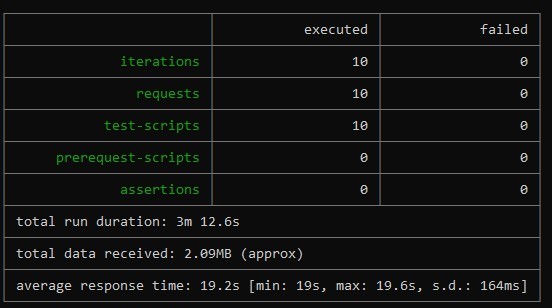 executed failed
iterations 10 0
requests 10 0
test-scripts 10 0
prerequest-scripts 0 0
assertions 0 0
total run duration: 3m 12.6s
total data received: 2.09MB (approx)
average response time: 19.2s [min: 19s, max: 19.6s, s.d.: 164ms]